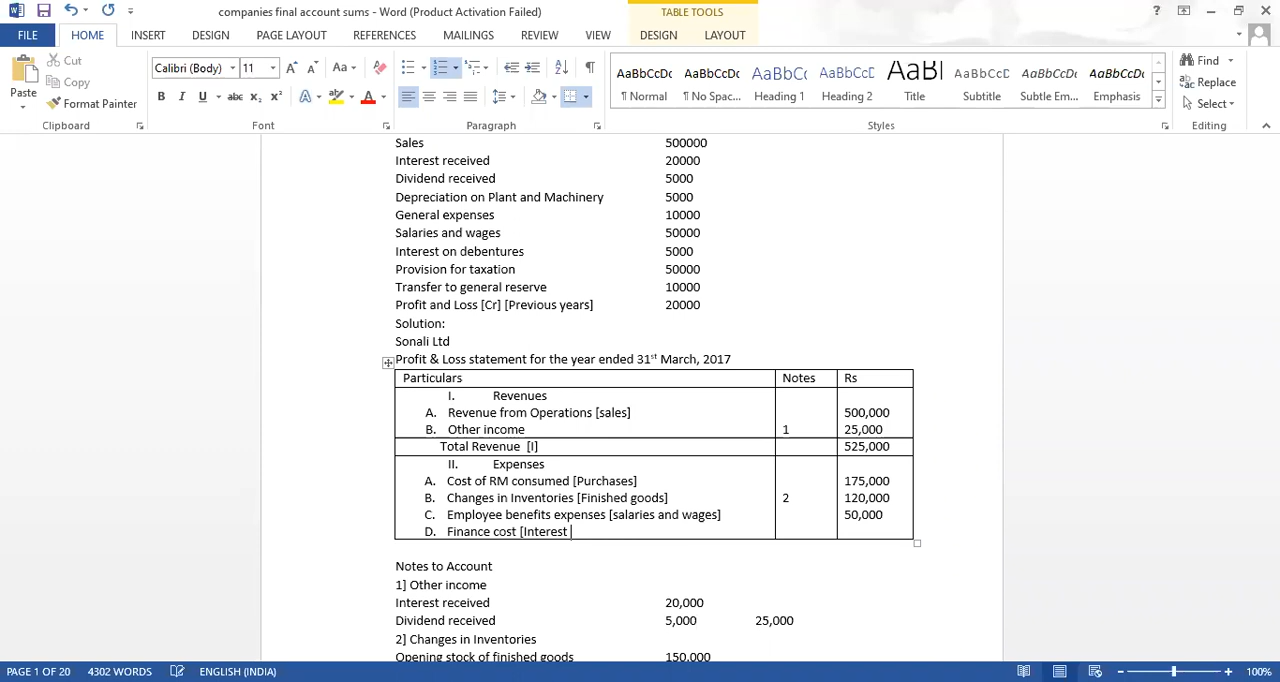 companies final account sums - Word (Product Activation Failed)
TABLE TOOLS
FILE HOME INSERT DESIGN PAGE LAYOUT REFERENCES MAILINGS REVIEW VIEW DESIGN LAYOUT
Paste
Cut
Copy
Format Painter
Clipboard
Calibri (Body) 11
Font
Paragraph
AaBbCcDc AaBbCcDc AaBbCc AaBbCcC AaBl AaBbCcC AaBbCcDc AaBbCcDc
¶ Normal ¶ No Spac... Heading 1 Heading 2 Title Subtitle Subtle Em... Emphasis
Styles
Find
Replace
Select
Editing
Sales 500000
Interest received 20000
Dividend received 5000
Depreciation on Plant and Machinery 5000
General expenses 10000
Salaries and wages 50000
Interest on debentures 5000
Provision for taxation 50000
Transfer to general reserve 10000
Profit and Loss [Cr] [Previous years] 20000
Solution:
Sonali Ltd
Profit & Loss statement for the year ended 31st March, 2017
Particulars Notes Rs
I. Revenues
A. Revenue from Operations [sales] 500,000
B. Other income 1 25,000
Total Revenue [I] 525,000
II. Expenses
A. Cost of RM consumed [Purchases] 175,000
B. Changes in Inventories [Finished goods] 2 120,000
C. Employee benefits expenses [salaries and wages] 50,000
D. Finance cost [Interest
Notes to Account
1] Other income
Interest received 20,000
Dividend received 5,000 25,000
2] Changes in Inventories
Opening stock of finished goods 150,000
PAGE 1 OF 20 4302 WORDS ENGLISH (INDIA) 100%